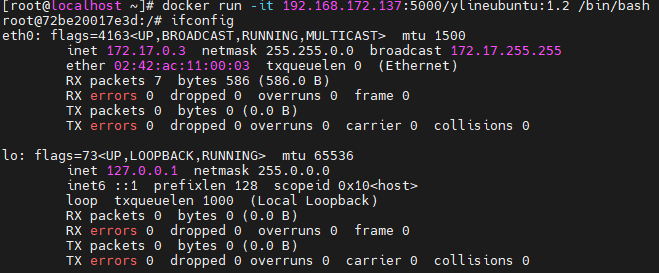 [root@localhost ~]# docker run -it 192.168.172.137:5000/ylineubuntu:1.2 /bin/bash
root@72be20017e3d:/# ifconfig
eth0: flags=4163<UP,BROADCAST,RUNNING,MULTICAST>  mtu 1500
        inet 172.17.0.3  netmask 255.255.0.0  broadcast 172.17.255.255
        ether 02:42:ac:11:00:03  txqueuelen 0  (Ethernet)
        RX packets 7  bytes 586 (586.0 B)
        RX errors 0  dropped 0  overruns 0  frame 0
        TX packets 0  bytes 0 (0.0 B)
        TX errors 0  dropped 0 overruns 0  carrier 0  collisions 0

lo: flags=73<UP,LOOPBACK,RUNNING>  mtu 65536
        inet 127.0.0.1  netmask 255.0.0.0
        inet6 ::1  prefixlen 128  scopeid 0x10<host>
        loop  txqueuelen 1000  (Local Loopback)
        RX packets 0  bytes 0 (0.0 B)
        RX errors 0  dropped 0  overruns 0  frame 0
        TX packets 0  bytes 0 (0.0 B)
        TX errors 0  dropped 0 overruns 0  carrier 0  collisions 0